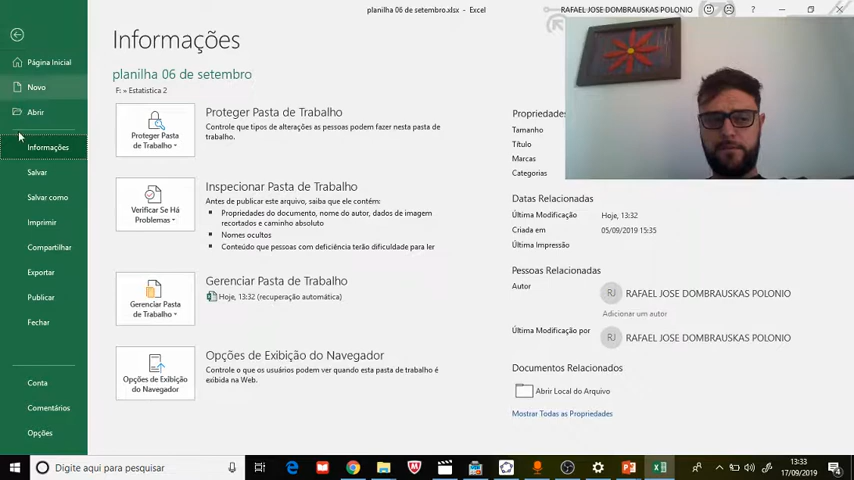 planilha 06 de setembro.xlsx - Excel
RAFAEL JOSE DOMBRAUSKAS POLONIO
?
Página Inicial
Novo
Abrir
Informações
Salvar
Salvar como
Imprimir
Compartilhar
Exportar
Publicar
Fechar
Conta
Comentários
Opções
Informações
planilha 06 de setembro
F: » Estatistica 2
Proteger Pasta
de Trabalho
Proteger Pasta de Trabalho
Controle que tipos de alterações as pessoas podem fazer nesta pasta de
trabalho.
Verificar Se Há
Problemas
Inspecionar Pasta de Trabalho
Antes de publicar este arquivo, saiba que ele contém:
Propriedades do documento, nome do autor, dados de imagem
recortados e caminho absoluto
Nomes ocultos
Conteúdo que pessoas com deficiência terão dificuldade para ler
Gerenciar Pasta
de Trabalho
Gerenciar Pasta de Trabalho
Hoje, 13:32 (recuperação automática)
Opções de Exibição
do Navegador
Opções de Exibição do Navegador
Controle o que os usuários podem ver quando esta pasta de trabalho é
exibida na Web.
Propriedades
Tamanho
Título
Marcas
Categorias
Datas Relacionadas
Última Modificação Hoje, 13:32
Criada em 05/09/2019 15:35
Última Impressão
Pessoas Relacionadas
Autor RJ RAFAEL JOSE DOMBRAUSKAS POLONIO
Adicionar um autor
Última Modificação por RJ RAFAEL JOSE DOMBRAUSKAS POLONIO
Documentos Relacionados
Abrir Local do Arquivo
Mostrar Todas as Propriedades
Digite aqui para pesquisar
13:33
17/09/2019
4